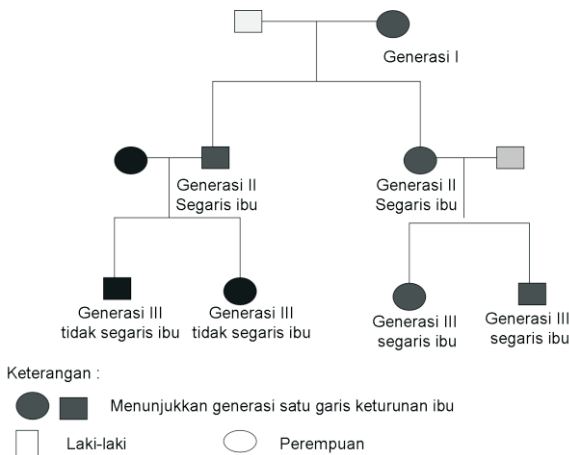 Generasi I
Generasi II
Segaris ibu
Generasi II
Segaris ibu
Generasi III
tidak segaris ibu
Generasi III
tidak segaris ibu
Generasi III
segaris ibu
Generasi III
segaris ibu
Keterangan :
Menunjukkan generasi satu garis keturunan ibu
Laki-laki
Perempuan